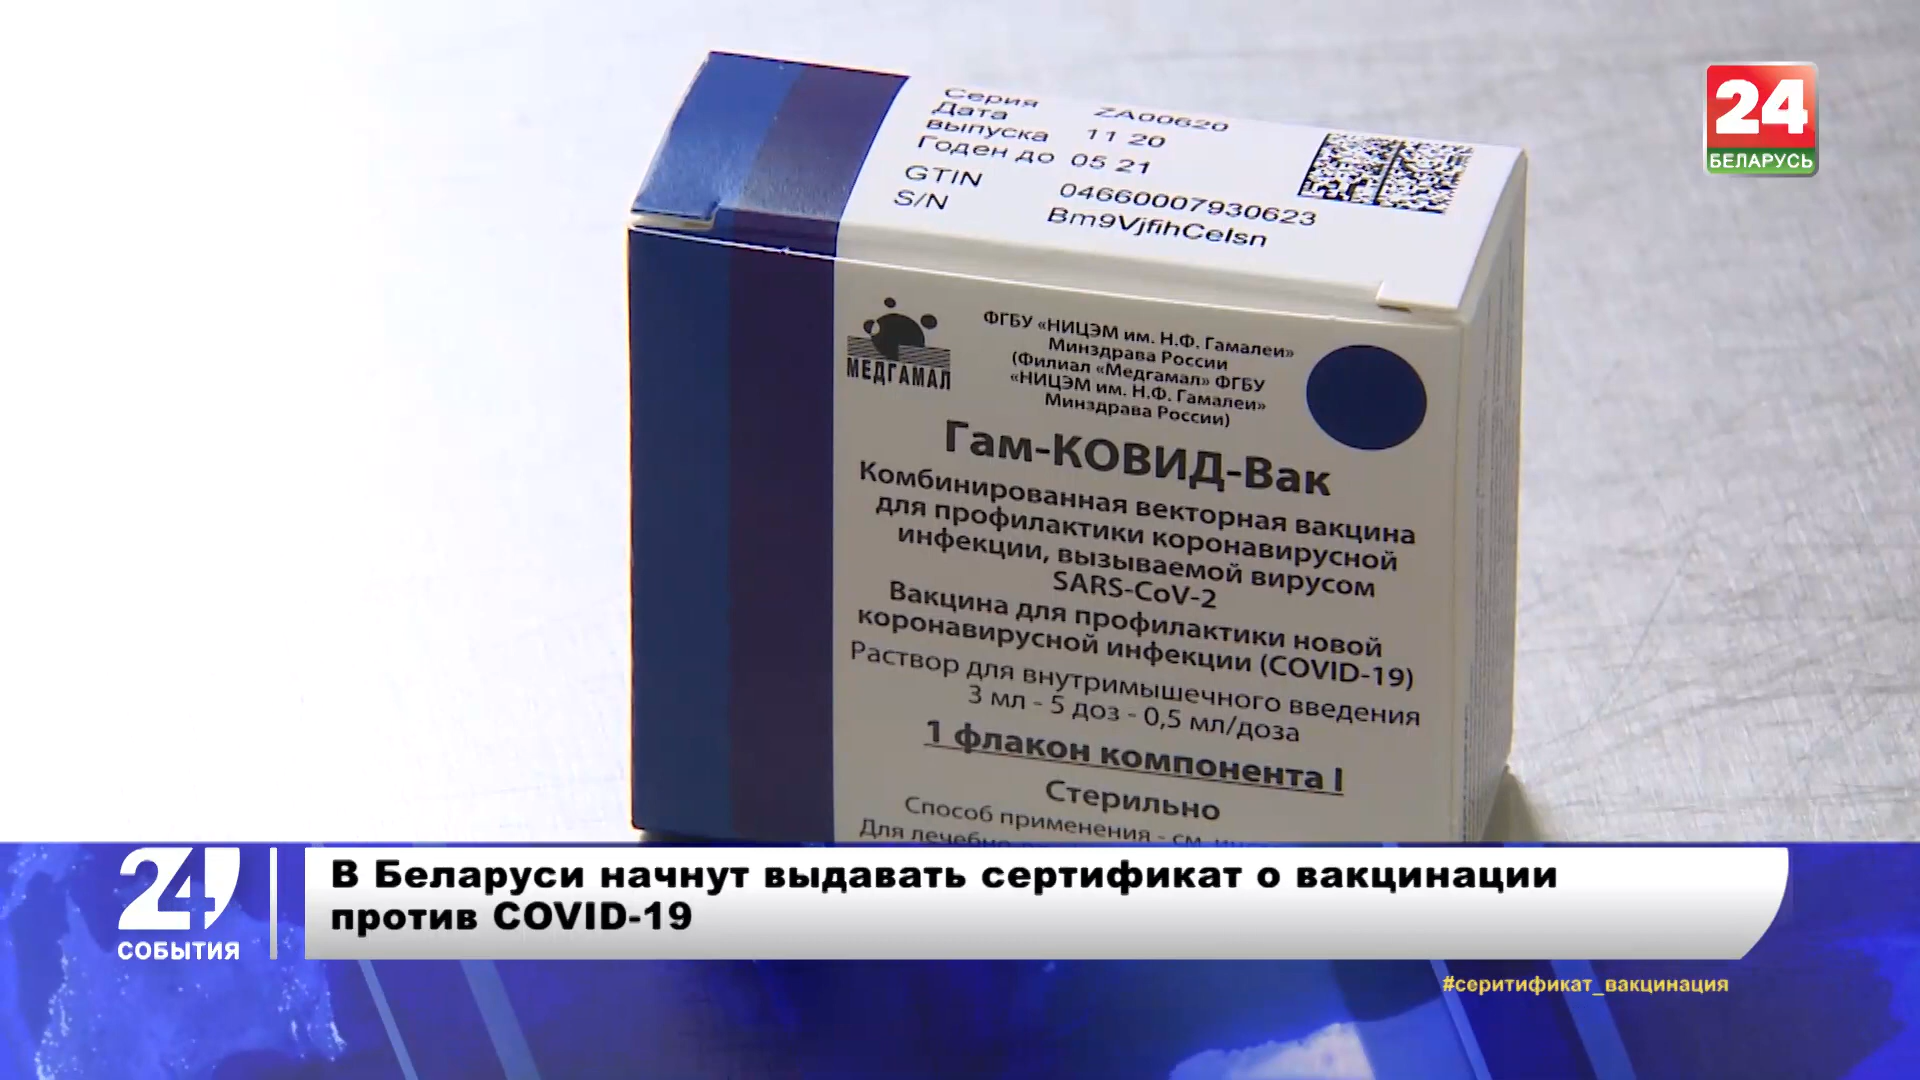 24
БЕЛАРУСЬ
Серия ZA00620
Дата
выпуска 11 20
Годен до 05 21
GTIN 04660007930623
S/N Bm9VjfihCeIsn
МЕДГАМАЛ
ФГБУ «НИЦЭМ им. Н.Ф. Гамалеи»
Минздрава России
(Филиал «Медгамал» ФГБУ
«НИЦЭМ им. Н.Ф. Гамалеи»
Минздрава России)
Гам-КОВИД-Вак
Комбинированная векторная вакцина
для профилактики коронавирусной
инфекции, вызываемой вирусом
SARS-CoV-2
Вакцина для профилактики новой
коронавирусной инфекции (COVID-19)
Раствор для внутримышечного введения
3 мл - 5 доз - 0,5 мл/доза
1 флакон компонента I
Стерильно
Способ применения - см.
Для
24
СОБЫТИЯ
В Беларуси начнут выдавать сертификат о вакцинации
против COVID-19
#серитификат_вакцинация